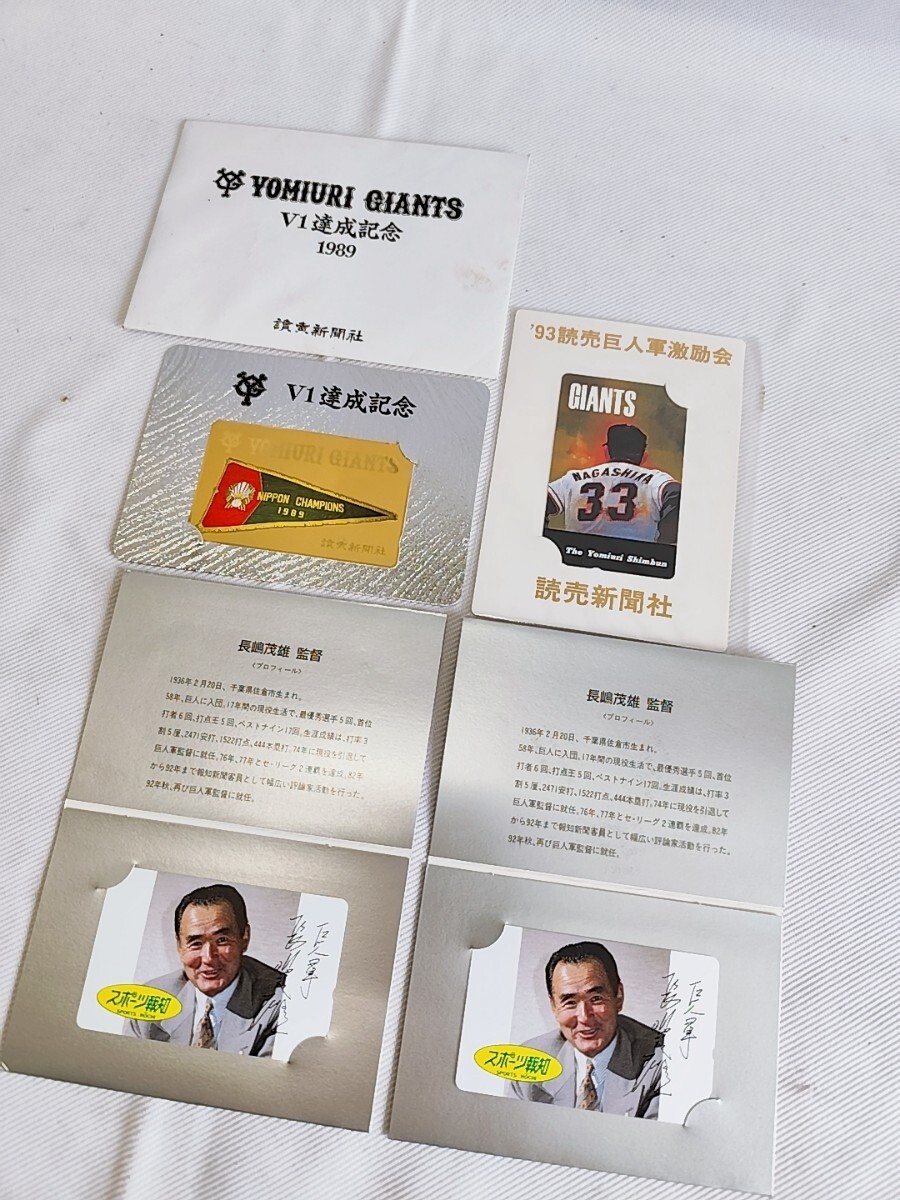 YOMIURI GIANTS
V1達成記念
1989
読売新聞社
V1達成記念
YOMIURI GIANTS
NIPPON CHAMPIONS
1989
読売新聞社
'93読売巨人軍激励会
GIANTS
NAGASHIMA
33
The Yomiuri Shimbun
読売新聞社
長嶋茂雄 監督
〈プロフィール〉
1936年2月20日、千葉県佐倉市生まれ。
58年、巨人に入団、17年間の現役生活で、最優秀選手5回、首位
打者6回、打点王5回、ベストナイン17回。生涯成績は、打率3
割5厘、2471安打、1522打点、444本塁打。74年に現役を引退して
巨人軍監督に就任。76年、77年とセ・リーグ2連覇を達成。82年
から92年まで報知新聞客員として幅広い評論家活動を行った。
92年秋、再び巨人軍監督に就任。
巨人軍
長嶋茂雄
スポーツ報知
SPORTS HOCHI
長嶋茂雄 監督
〈プロフィール〉
1936年2月20日、千葉県佐倉市生まれ。
58年、巨人に入団、17年間の現役生活で、最優秀選手5回、首位
打者6回、打点王5回、ベストナイン17回。生涯成績は、打率3
割5厘、2471安打、1522打点、444本塁打。74年に現役を引退して
巨人軍監督に就任。76年、77年とセ・リーグ2連覇を達成。82年
から92年まで報知新聞客員として幅広い評論家活動を行った。
92年秋、再び巨人軍監督に就任。
巨人軍
長嶋茂雄
スポーツ報知
SPORTS HOCHI